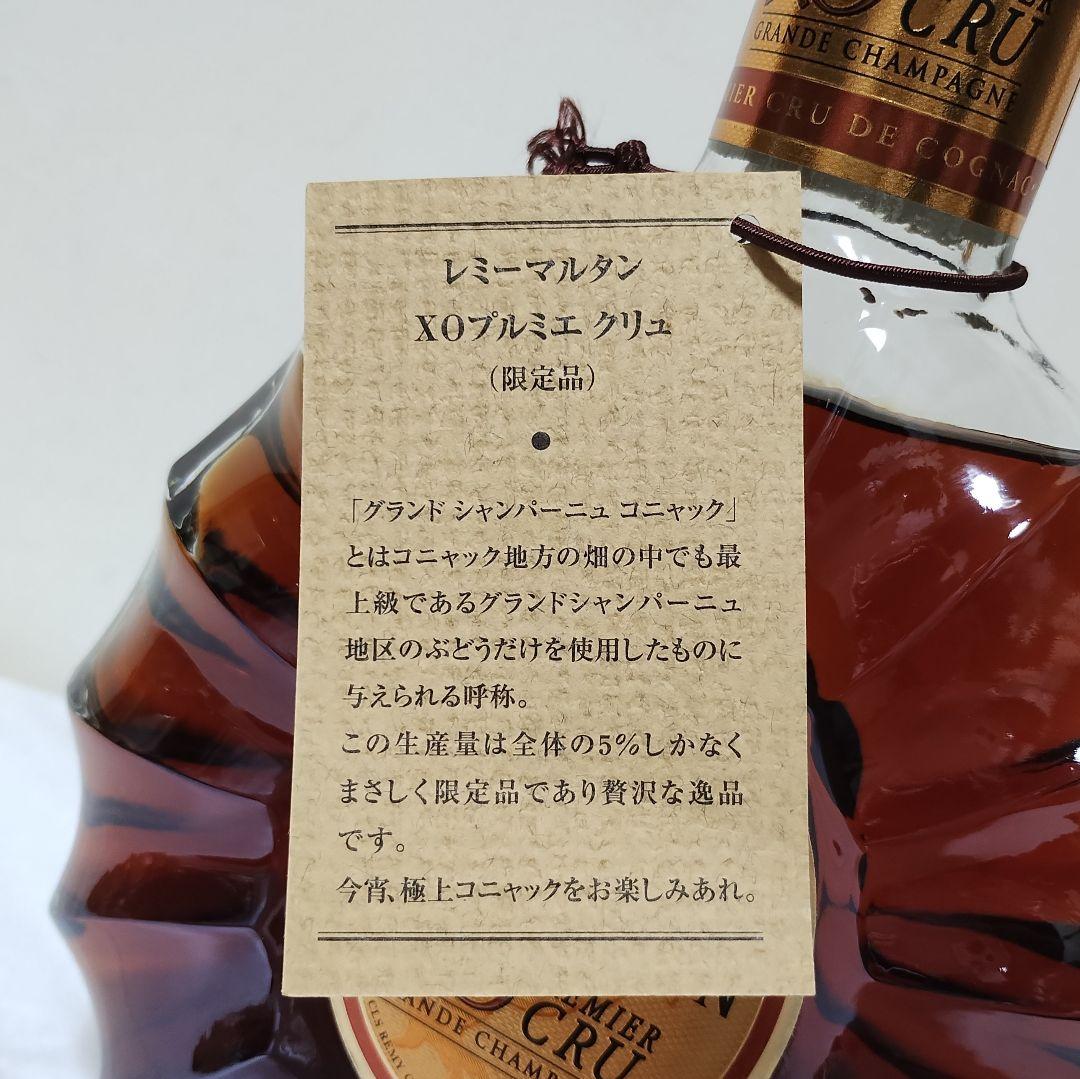 CRU
GRANDE CHAMPAGNE
CRU DE COGNAC
レミーマルタン
XOプルミエ クリュ
（限定品）
●
「グランド シャンパーニュ コニャック」
とはコニャック地方の畑の中でも最
上級であるグランドシャンパーニュ
地区のぶどうだけを使用したものに
与えられる呼称。
この生産量は全体の5%しかなく
まさしく限定品であり贅沢な逸品
です。
今宵、極上コニャックをお楽しみあれ。
CRU